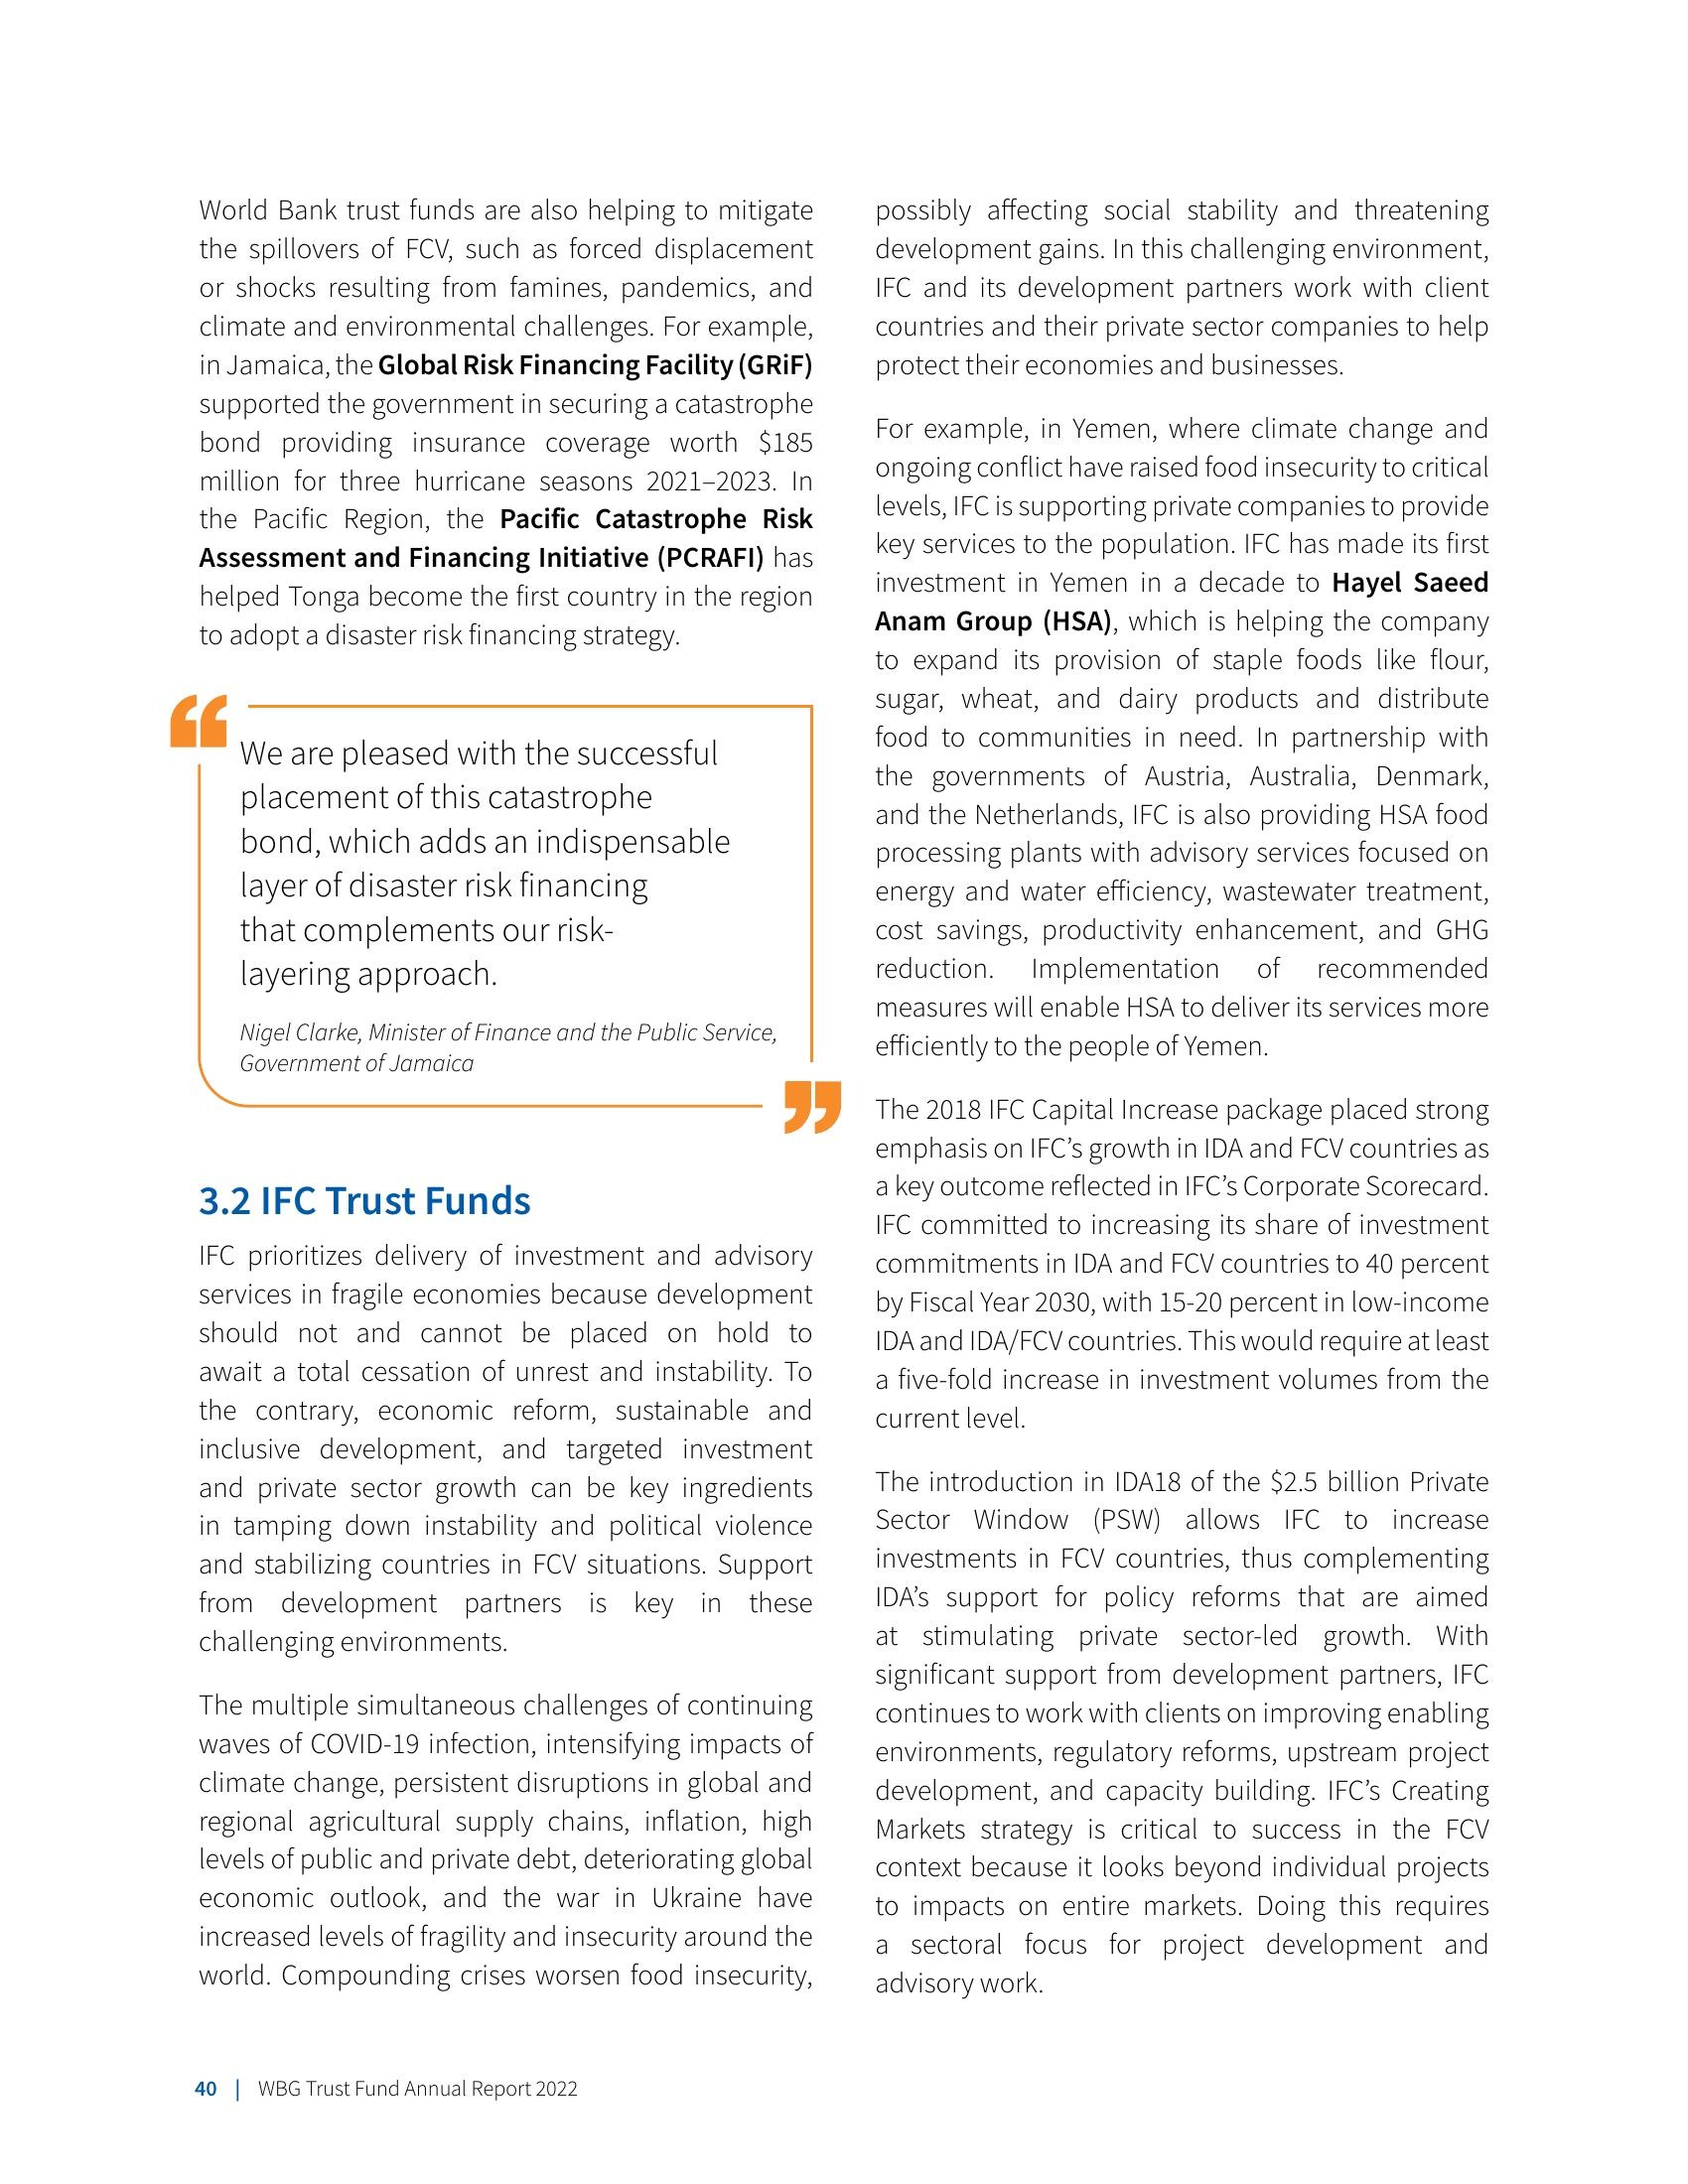 World Bank trust funds are also helping to mitigate
the spillovers of FCV, such as forced displacement
or shocks resulting from famines, pandemics, and
climate and environmental challenges. For example,
in Jamaica, the Global Risk Financing Facility (GRiF)
supported the government in securing a catastrophe
bond providing insurance coverage worth $185
million for three hurricane seasons 2021–2023. In
the Pacific Region, the Pacific Catastrophe Risk
Assessment and Financing Initiative (PCRAFI) has
helped Tonga become the first country in the region
to adopt a disaster risk financing strategy.
“
We are pleased with the successful
placement of this catastrophe
bond, which adds an indispensable
layer of disaster risk financing
that complements our risk-
layering approach.
Nigel Clarke, Minister of Finance and the Public Service,
Government of Jamaica
”
3.2 IFC Trust Funds
IFC prioritizes delivery of investment and advisory
services in fragile economies because development
should not and cannot be placed on hold to
await a total cessation of unrest and instability. To
the contrary, economic reform, sustainable and
inclusive development, and targeted investment
and private sector growth can be key ingredients
in tamping down instability and political violence
and stabilizing countries in FCV situations. Support
from development partners is key in these
challenging environments.
The multiple simultaneous challenges of continuing
waves of COVID-19 infection, intensifying impacts of
climate change, persistent disruptions in global and
regional agricultural supply chains, inflation, high
levels of public and private debt, deteriorating global
economic outlook, and the war in Ukraine have
increased levels of fragility and insecurity around the
world. Compounding crises worsen food insecurity,
possibly affecting social stability and threatening
development gains. In this challenging environment,
IFC and its development partners work with client
countries and their private sector companies to help
protect their economies and businesses.
For example, in Yemen, where climate change and
ongoing conflict have raised food insecurity to critical
levels, IFC is supporting private companies to provide
key services to the population. IFC has made its first
investment in Yemen in a decade to Hayel Saeed
Anam Group (HSA), which is helping the company
to expand its provision of staple foods like flour,
sugar, wheat, and dairy products and distribute
food to communities in need. In partnership with
the governments of Austria, Australia, Denmark,
and the Netherlands, IFC is also providing HSA food
processing plants with advisory services focused on
energy and water efficiency, wastewater treatment,
cost savings, productivity enhancement, and GHG
reduction. Implementation of recommended
measures will enable HSA to deliver its services more
efficiently to the people of Yemen.
The 2018 IFC Capital Increase package placed strong
emphasis on IFC’s growth in IDA and FCV countries as
a key outcome reflected in IFC’s Corporate Scorecard.
IFC committed to increasing its share of investment
commitments in IDA and FCV countries to 40 percent
by Fiscal Year 2030, with 15-20 percent in low-income
IDA and IDA/FCV countries. This would require at least
a five-fold increase in investment volumes from the
current level.
The introduction in IDA18 of the $2.5 billion Private
Sector Window (PSW) allows IFC to increase
investments in FCV countries, thus complementing
IDA’s support for policy reforms that are aimed
at stimulating private sector-led growth. With
significant support from development partners, IFC
continues to work with clients on improving enabling
environments, regulatory reforms, upstream project
development, and capacity building. IFC’s Creating
Markets strategy is critical to success in the FCV
context because it looks beyond individual projects
to impacts on entire markets. Doing this requires
a sectoral focus for project development and
advisory work.
40 | WBG Trust Fund Annual Report 2022